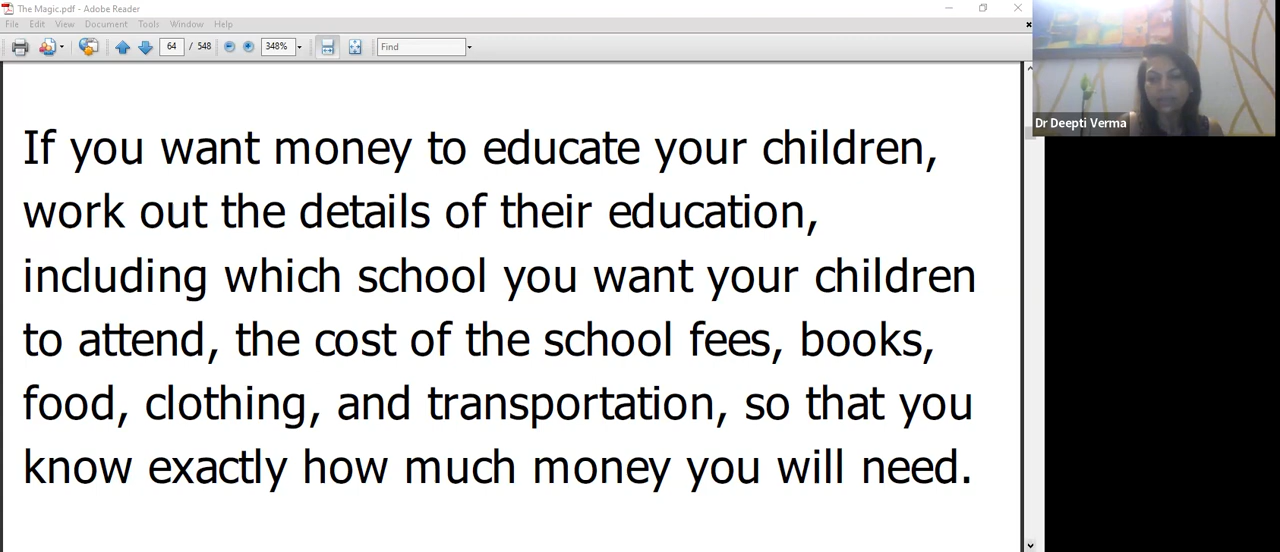 The Magic.pdf - Adobe Reader
File Edit View Document Tools Window Help
64 / 548 348% Find
Dr Deepti Verma
If you want money to educate your children,
work out the details of their education,
including which school you want your children
to attend, the cost of the school fees, books,
food, clothing, and transportation, so that you
know exactly how much money you will need.